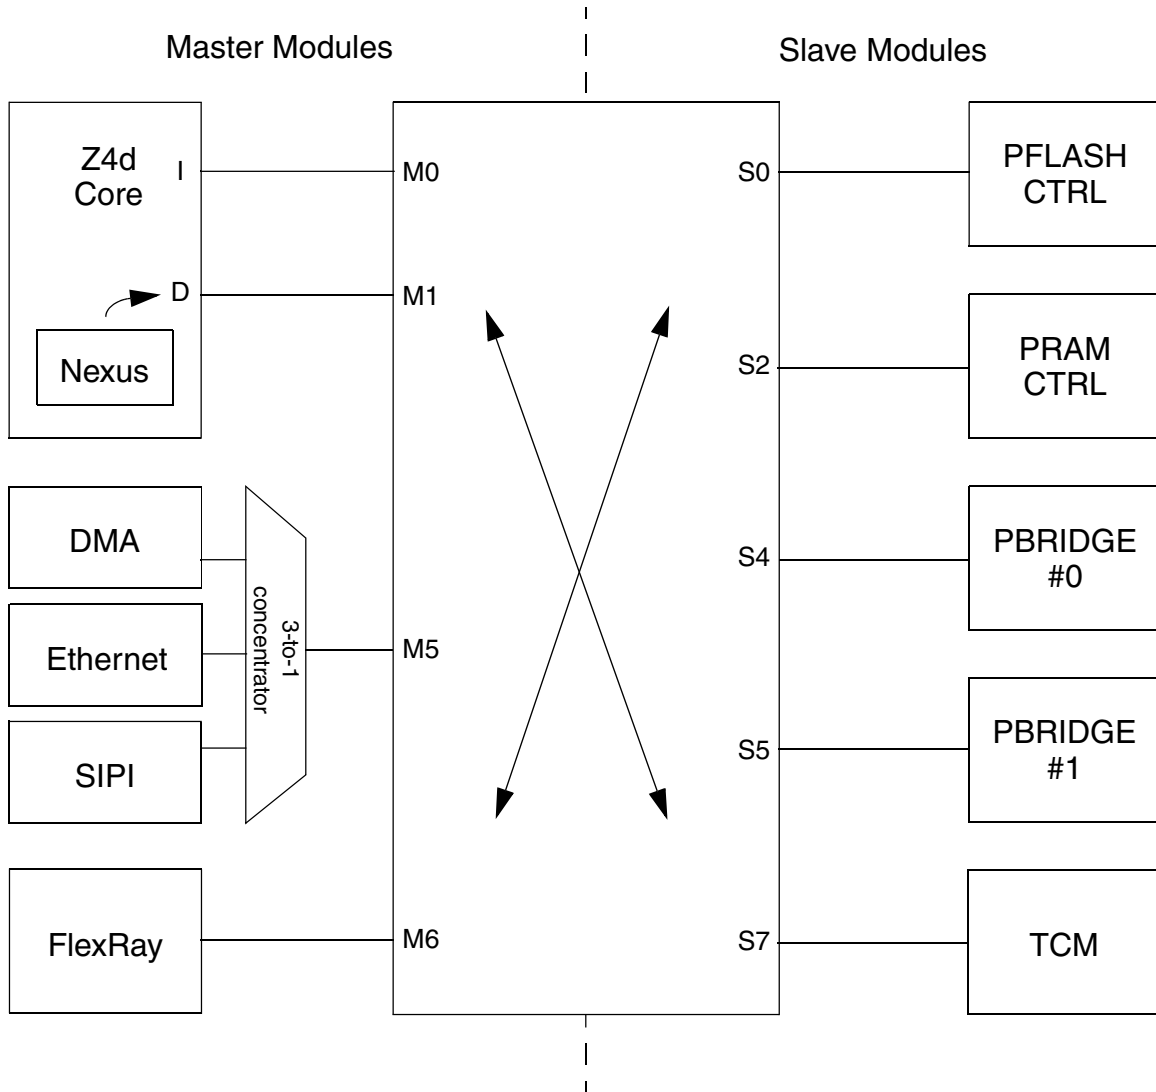 Master Modules
Slave Modules
Z4d
Core
I
D
Nexus
M0
M1
DMA
Ethernet
SIPI
3-to-1
concentrator
M5
FlexRay
M6
S0
PFLASH
CTRL
S2
PRAM
CTRL
S4
PBRIDGE
#0
S5
PBRIDGE
#1
S7
TCM